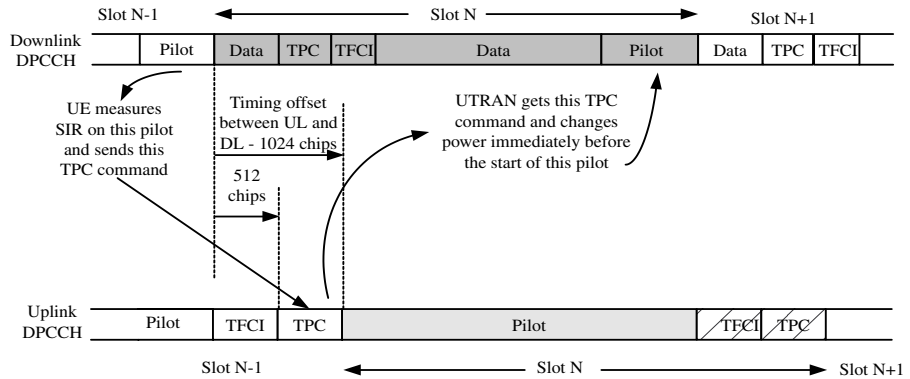 Slot N-1
Slot N
Slot N+1
Downlink
DPCCH
Pilot
Data
TPC
TFCI
Data
Pilot
Data
TPC
TFCI
UE measures
SIR on this pilot
and sends this
TPC command
Timing offset
between UL and
DL - 1024 chips
512
chips
UTRAN gets this TPC
command and changes
power immediately before
the start of this pilot
Uplink
DPCCH
Pilot
TFCI
TPC
Pilot
TFCI
TPC
Slot N-1
Slot N
Slot N+1